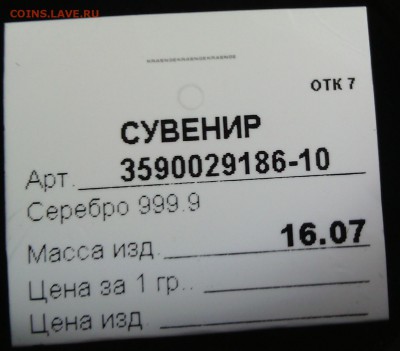 COINS.LAVE.RU
ОТК 7
СУВЕНИР
Арт. 3590029186-10
Серебро 999.9
Масса изд. 16.07
Цена за 1 гр..
Цена изд.